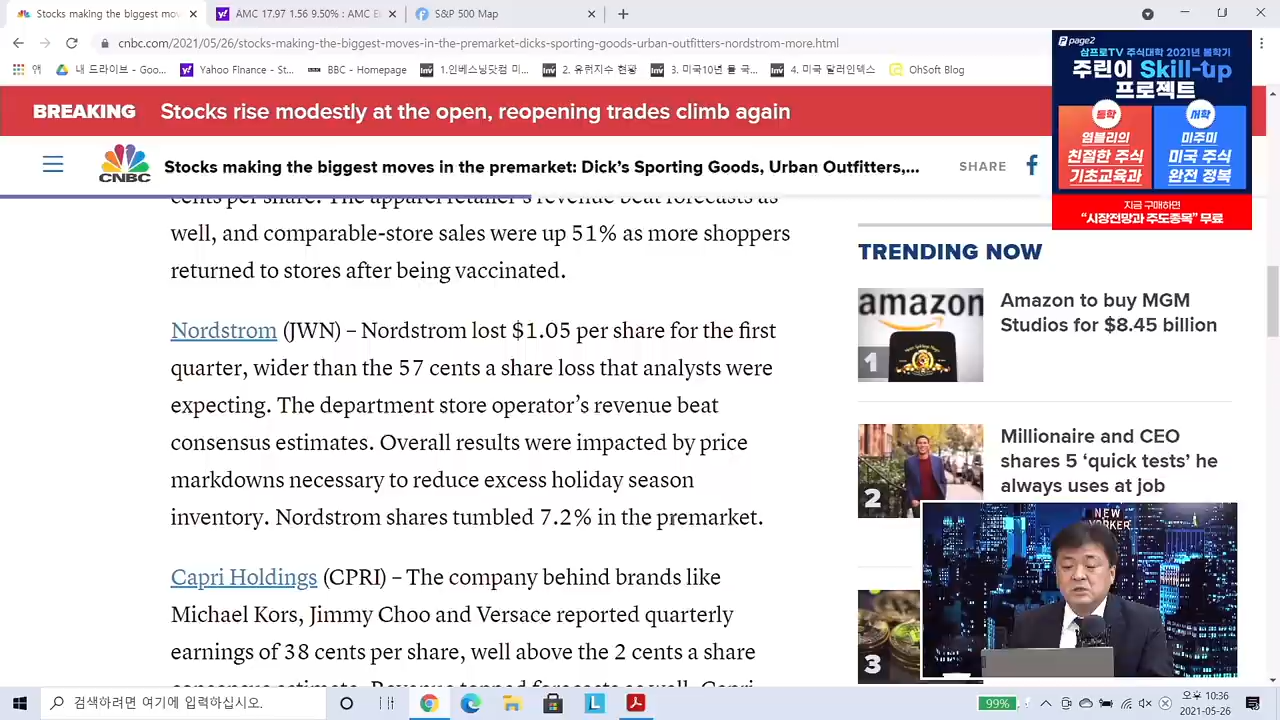 Stocks making the biggest mov
AMC 17.97 1.56 9.50% : AMC E
S&P 500 Map
cnbc.com/2021/05/26/stocks-making-the-biggest-moves-in-the-premarket-dicks-sporting-goods-urban-outfitters-nordstrom-more.html
앱
내 드라이브 - Goo...
Yahoo Finance - St...
BBC - Homepage
1.인베스팅닷컴 미...
2. 유럽지수 현황
3. 미국10년 물 국...
4. 미국 달러인덱스
OhSoft Blog
page2
삼프로TV 주식대학 2021년 봄학기
주린이 Skill-up
프로젝트
동학
염블리의
친절한 주식
기초교육과
서학
미주미
미국 주식
완전 정복
지금 구매하면
“시장전망과 주도종목” 무료
BREAKING Stocks rise modestly at the open, reopening trades climb again
CNBC
Stocks making the biggest moves in the premarket: Dick’s Sporting Goods, Urban Outfitters,...
SHARE
cents per share. The apparel retailer’s revenue beat forecasts as
well, and comparable-store sales were up 51% as more shoppers
returned to stores after being vaccinated.
Nordstrom (JWN) – Nordstrom lost $1.05 per share for the first
quarter, wider than the 57 cents a share loss that analysts were
expecting. The department store operator’s revenue beat
consensus estimates. Overall results were impacted by price
markdowns necessary to reduce excess holiday season
inventory. Nordstrom shares tumbled 7.2% in the premarket.
Capri Holdings (CPRI) – The company behind brands like
Michael Kors, Jimmy Choo and Versace reported quarterly
earnings of 38 cents per share, well above the 2 cents a share
TRENDING NOW
amazon
1
Amazon to buy MGM
Studios for $8.45 billion
2
Millionaire and CEO
shares 5 ‘quick tests’ he
always uses at job
3
NEW
YORKER
검색하려면 여기에 입력하십시오.
99%
오후 10:36
2021-05-26